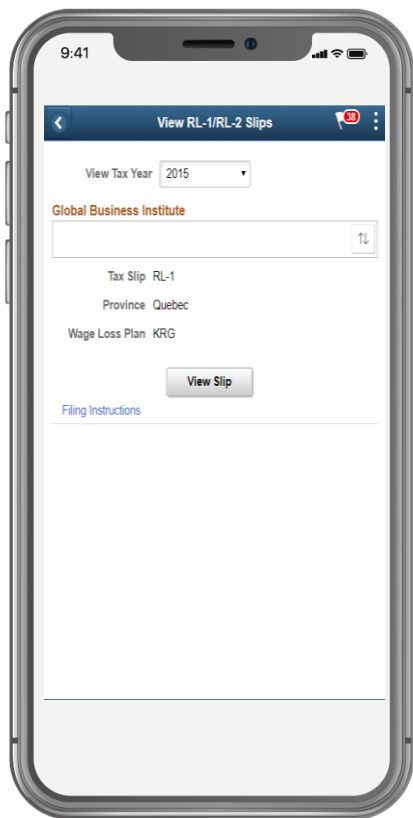 9:41
View RL-1/RL-2 Slips
38
View Tax Year 2015
Global Business Institute
Tax Slip RL-1
Province Quebec
Wage Loss Plan KRG
View Slip
Filing Instructions